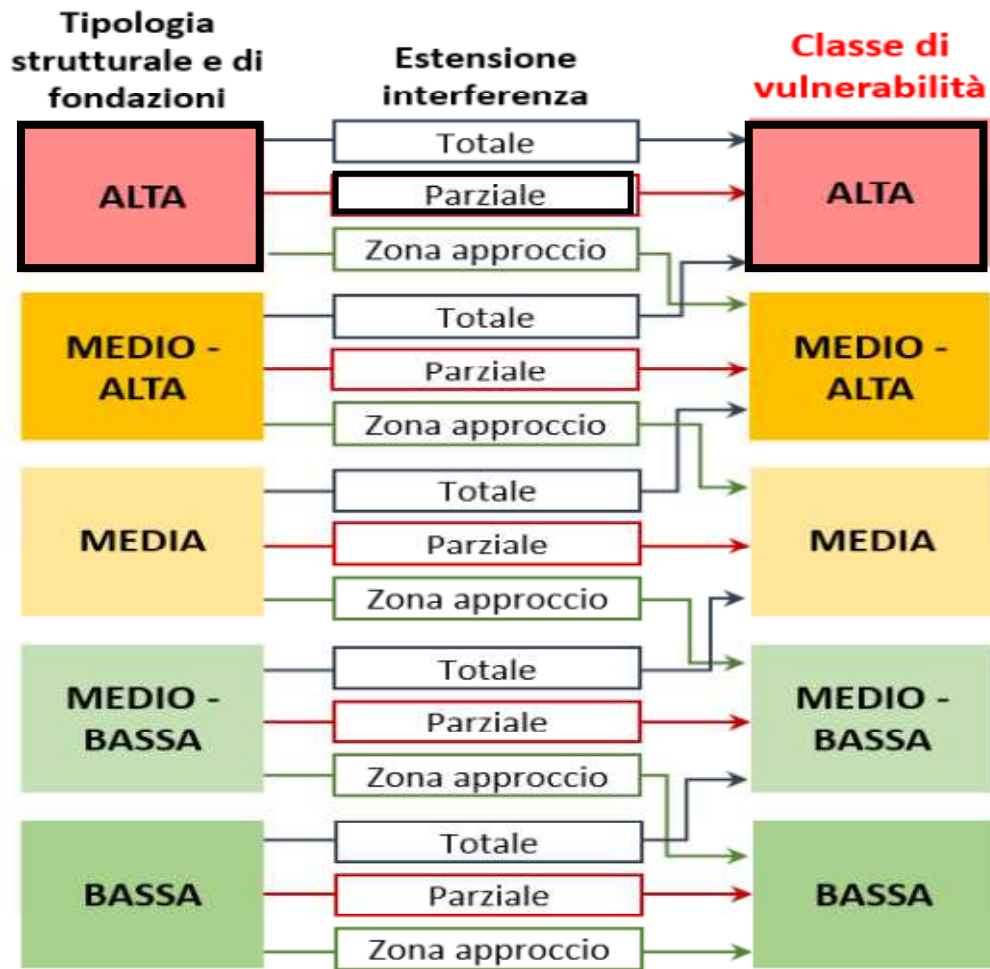 Tipologia
strutturale e di
fondazioni
Estensione
interferenza
Classe di
vulnerabilità
ALTA
Totale
Parziale
Zona approccio
ALTA
MEDIO -
ALTA
Totale
Parziale
Zona approccio
MEDIO -
ALTA
MEDIA
Totale
Parziale
Zona approccio
MEDIA
MEDIO -
BASSA
Totale
Parziale
Zona approccio
MEDIO -
BASSA
BASSA
Totale
Parziale
Zona approccio
BASSA